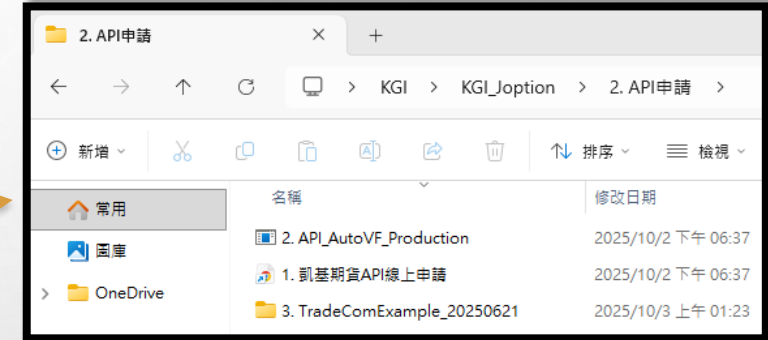 2. API申請
KGI > KGI_Joption > 2. API申請 >
新增 排序 檢視
常用
圖庫
OneDrive
名稱 修改日期
2. API_AutoVF_Production 2025/10/2 下午 06:37
1. 凱基期貨API線上申請 2025/10/2 下午 06:37
3. TradeComExample_20250621 2025/10/3 上午 01:23